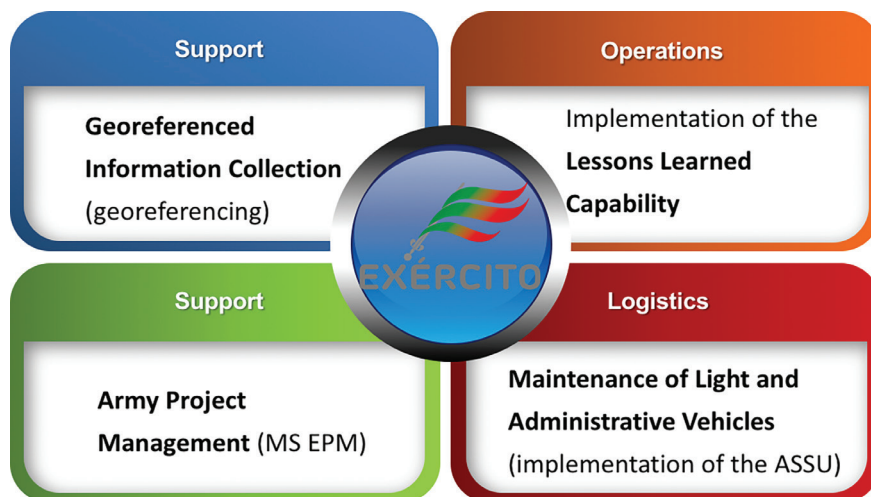 Support
Georeferenced
Information Collection
(georeferencing)
Operations
Implementation of the
Lessons Learned
Capability
EXÉRCITO
Support
Army Project
Management (MS EPM)
Logistics
Maintenance of Light and
Administrative Vehicles
(implementation of the ASSU)